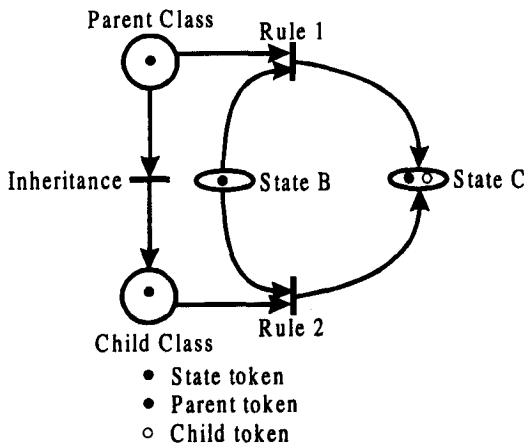 Parent Class
Rule 1
Inheritance
State B
State C
Rule 2
Child Class
State token
Parent token
Child token